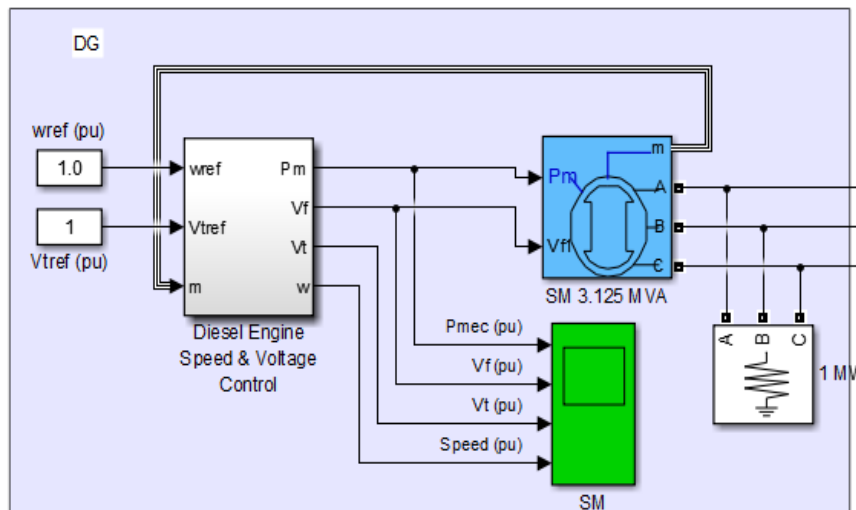 DG
wref (pu)
1.0
1
Vtref (pu)
wref
Vtref
m
Pm
Vf
Vt
w
Diesel Engine
Speed & Voltage
Control
m
Pm
Vf1
A
B
C
SM 3.125 MVA
Pmec (pu)
Vf (pu)
Vt (pu)
Speed (pu)
SM
A
B
C
1 MW